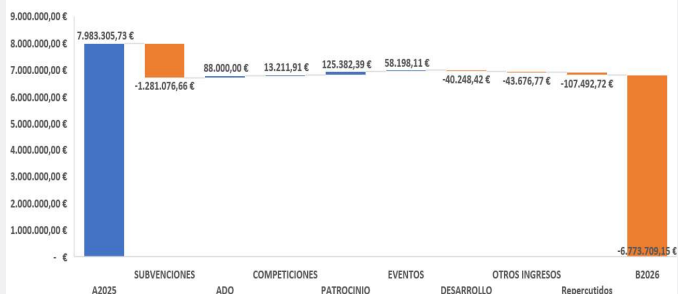 9.000.000,00 €
8.000.000,00 €
7.000.000,00 €
6.000.000,00 €
5.000.000,00 €
4.000.000,00 €
3.000.000,00 €
2.000.000,00 €
1.000.000,00 €
- €
7.983.305,73 €
-1.281.076,66 €
88.000,00 €
13.211,91 €
125.382,39 €
58.198,11 €
-40.248,42 €
-43.676,77 €
-107.492,72 €
-6.773.709,15 €
A2025
SUBVENCIONES
ADO
COMPETICIONES
PATROCINIO
EVENTOS
DESARROLLO
OTROS INGRESOS
Repercutidos
B2026